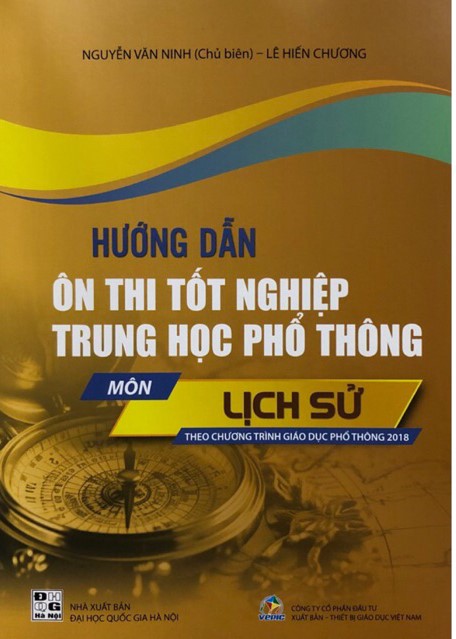 NGUYỄN VĂN NINH (Chủ biên) – LÊ HIẾN CHƯƠNG
HƯỚNG DẪN
ÔN THI TỐT NGHIỆP
TRUNG HỌC PHỔ THÔNG
MÔN
LỊCH SỬ
THEO CHƯƠNG TRÌNH GIÁO DỤC PHỔ THÔNG 2018
NHÀ XUẤT BẢN
ĐẠI HỌC QUỐC GIA HÀ NỘI
VEPIC
CÔNG TY CỔ PHẦN ĐẦU TƯ
XUẤT BẢN – THIẾT BỊ GIÁO DỤC VIỆT NAM